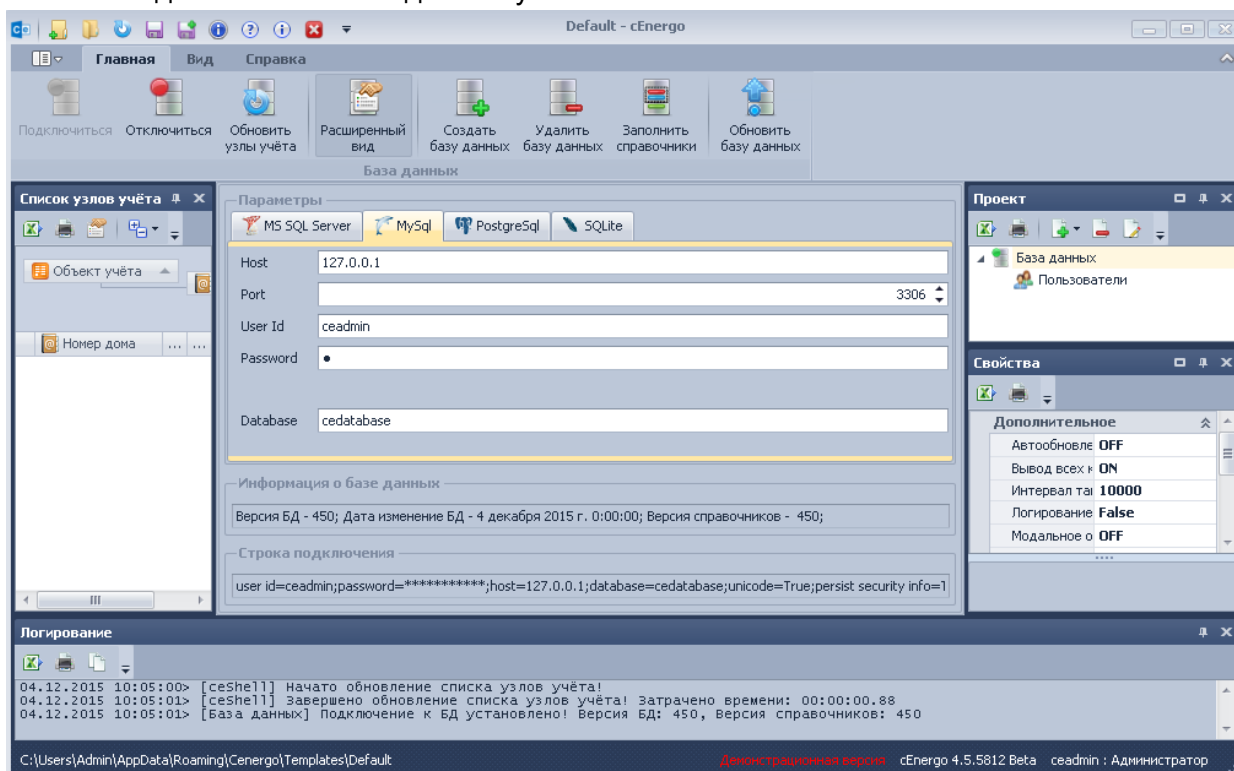 Default - cEnergo
Главная Вид Справка
Подключиться Отключиться Обновить узлы учёта Расширенный вид Создать базу данных Удалить базу данных Заполнить справочники Обновить базу данных
База данных
Список узлов учёта
Объект учёта
Номер дома ... ...
Параметры
MS SQL Server MySql PostgreSql SQLite
Host 127.0.0.1
Port 3306
User Id ceadmin
Password ●
Database cedatabase
Информация о базе данных
Версия БД - 450; Дата изменение БД - 4 декабря 2015 г. 0:00:00; Версия справочников - 450;
Строка подключения
user id=ceadmin;password=***********;host=127.0.0.1;database=cedatabase;unicode=True;persist security info=
Проект
База данных
Пользователи
Свойства
Дополнительное
Автообновле OFF
Вывод всех к ON
Интервал та 10000
Логирование False
Модальное о OFF
Логирование
04.12.2015 10:05:00> [ceShell] Начато обновление списка узлов учёта!
04.12.2015 10:05:01> [ceShell] Завершено обновление списка узлов учёта! Затрачено времени: 00:00:00.88
04.12.2015 10:05:01> [База данных] Подключение к БД установлено! Версия БД: 450, Версия справочников: 450
C:\Users\Admin\AppData\Roaming\Cenergo\Templates\Default Демонстрационная версия cEnergo 4.5.5812 Beta ceadmin : Администратор